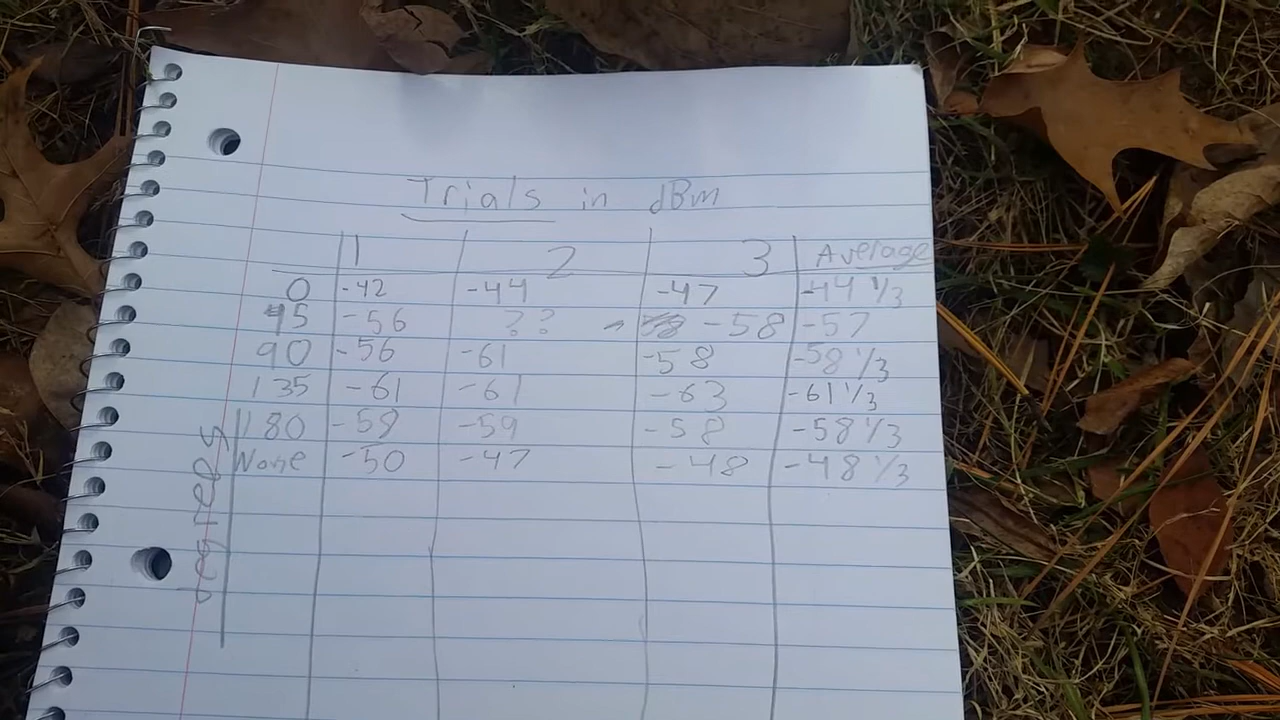 Trials in dBm
1 2 3 Average
0 -42 -44 -47 -44 1/3
45 -56 ?? -58 -57
90 -56 -61 -58 -58 1/3
135 -61 -61 -63 -61 1/3
180 -58 -59 -58 -58 1/3
None -50 -47 -48 -48 1/3
degrees